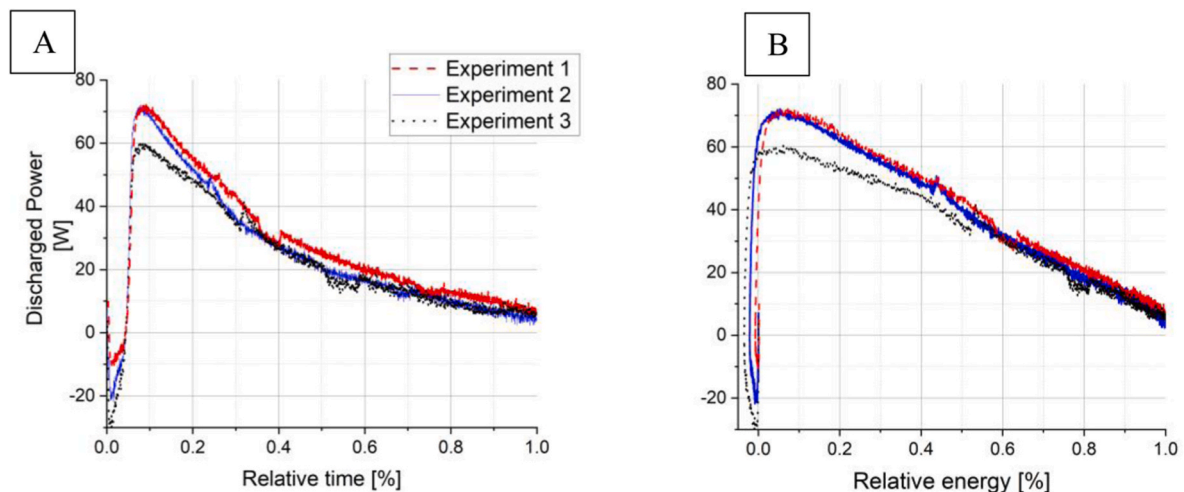 A
B
Experiment 1
Experiment 2
Experiment 3
80
60
40
20
0
-20
Discharged Power
[W]
0.0 0.2 0.4 0.6 0.8 1.0
Relative time [%]
80
60
40
20
0
-20
0.0 0.2 0.4 0.6 0.8 1.0
Relative energy [%]